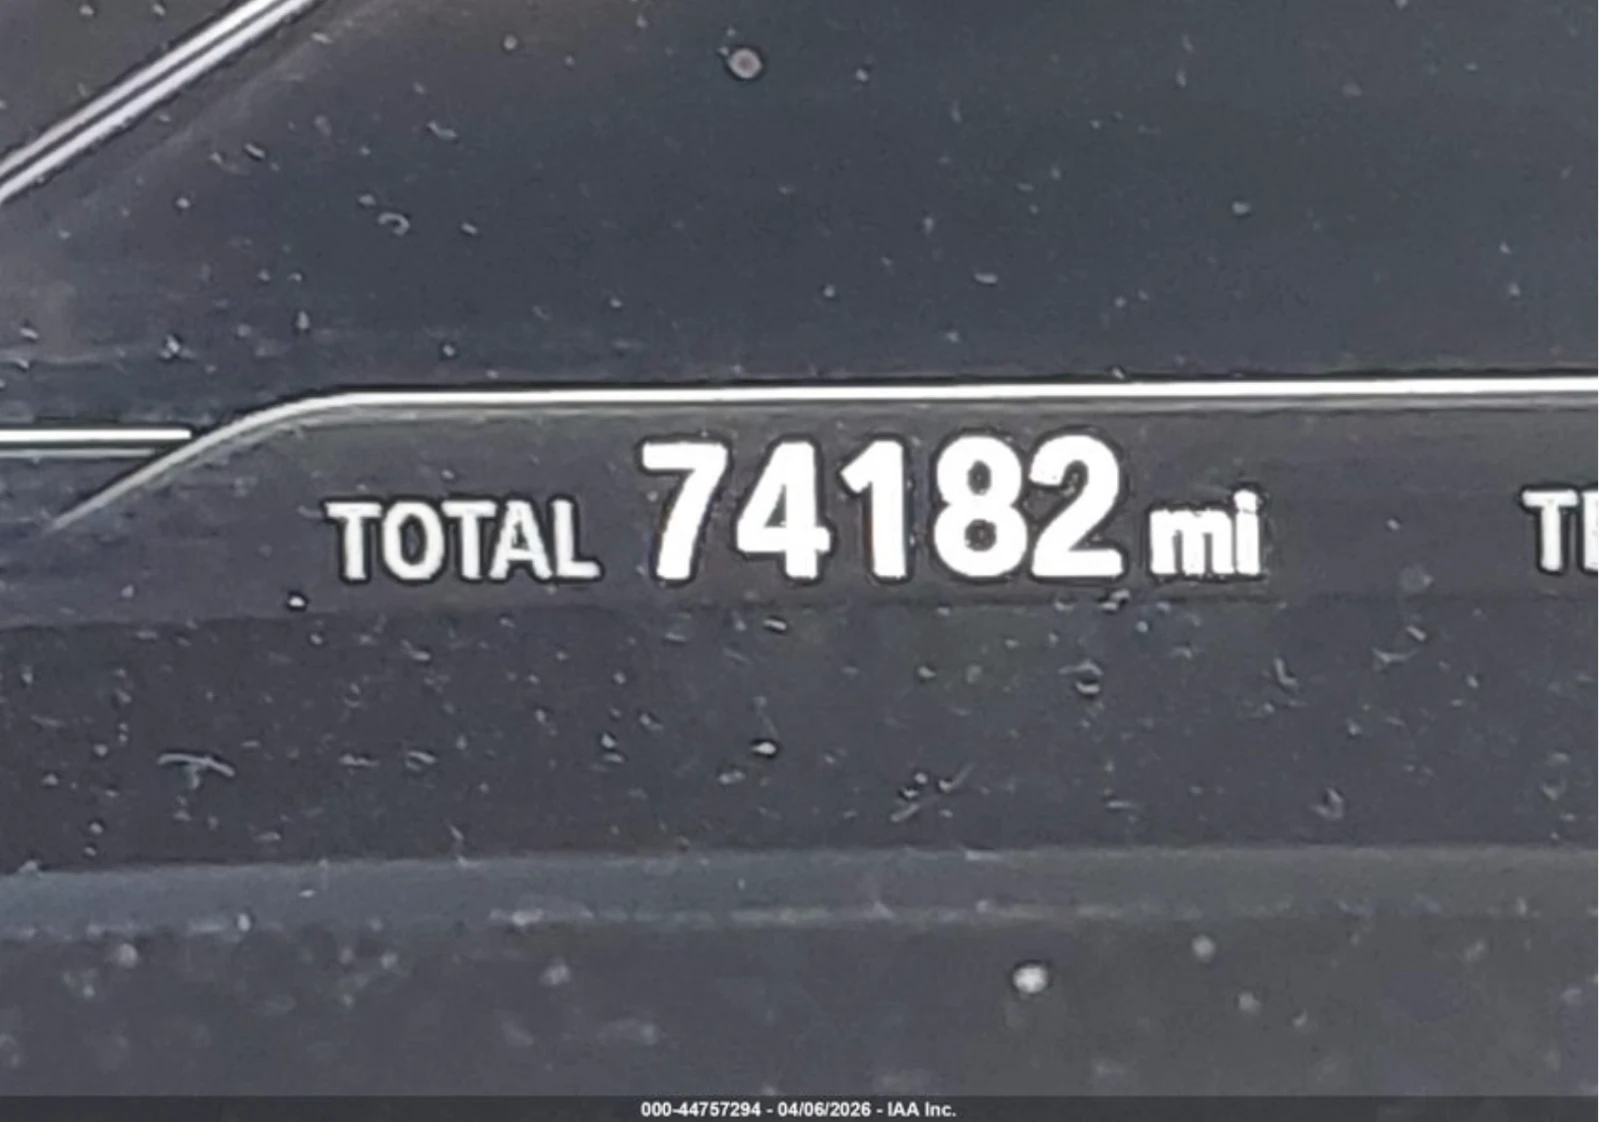 TOTAL 74182 mi
000-44757294 - 04/06/2026 - IAA Inc.